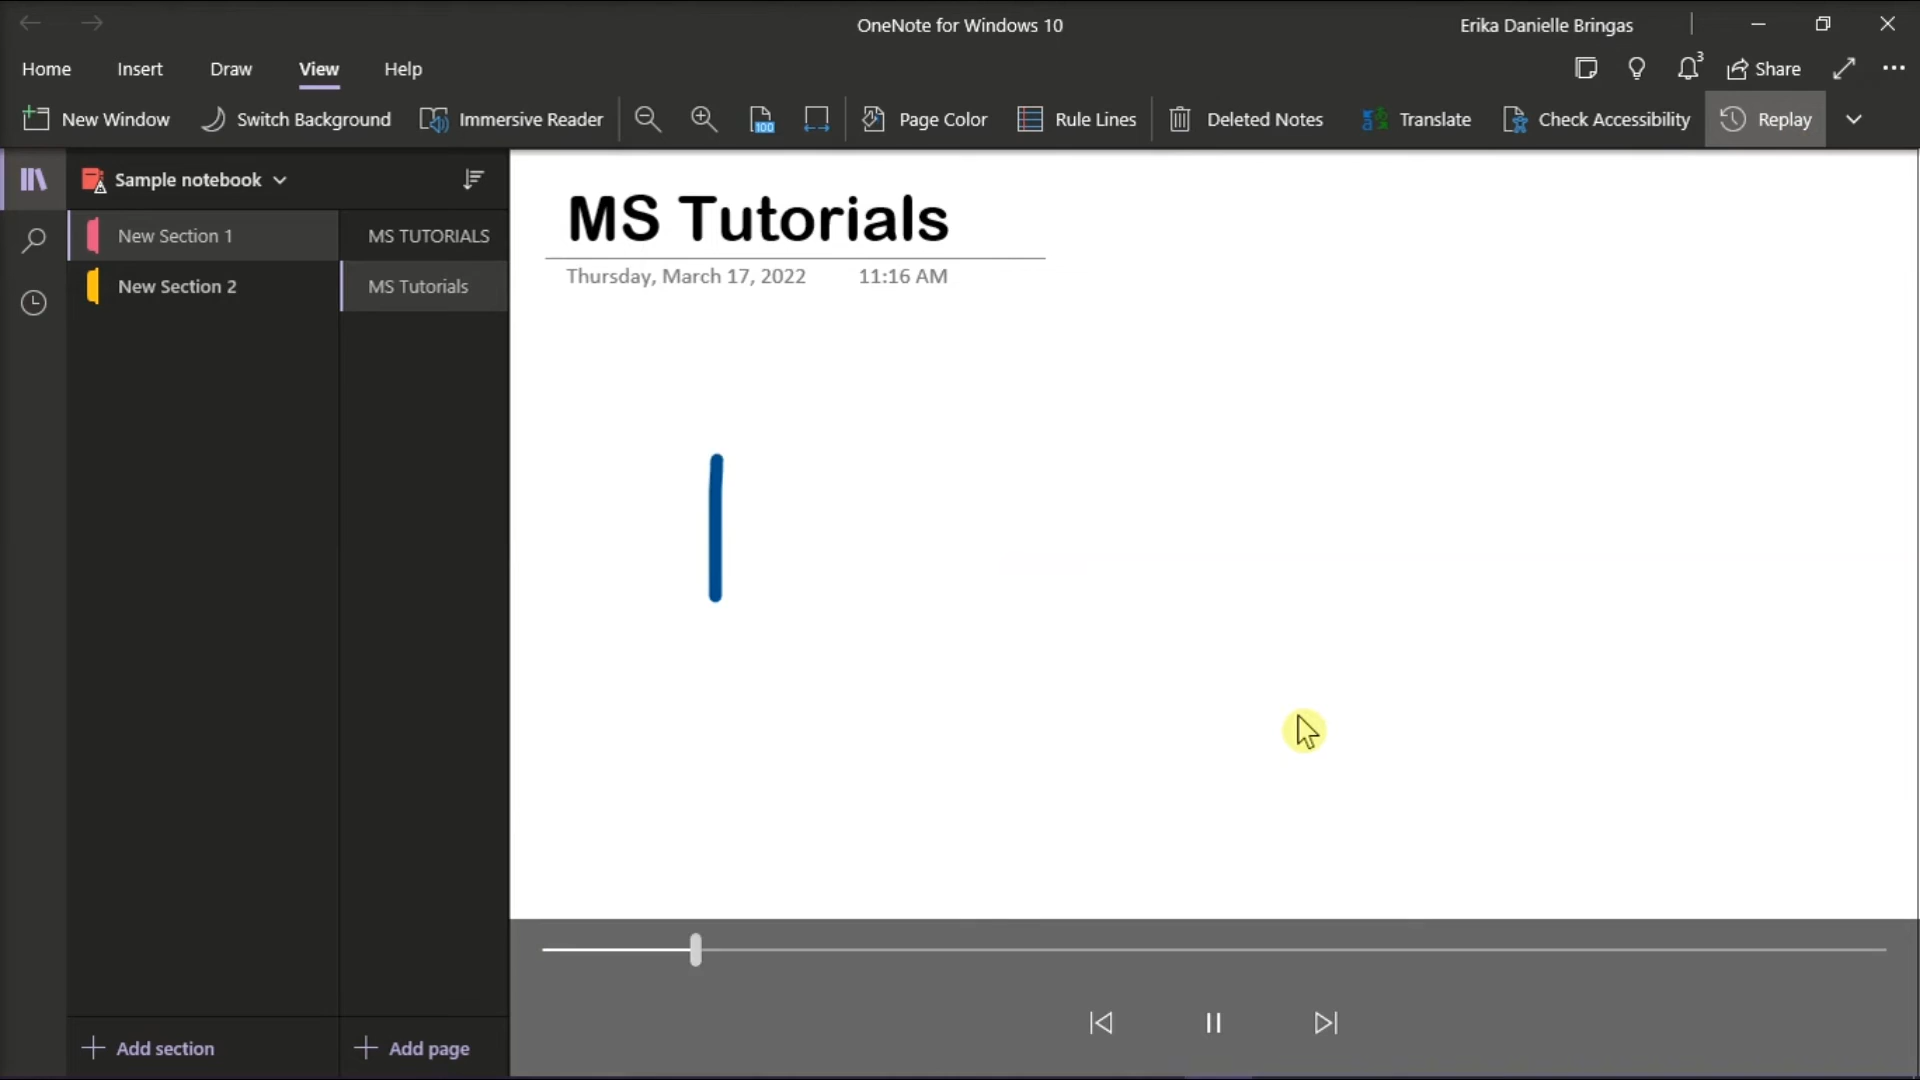 OneNote for Windows 10
Erika Danielle Bringas
Home Insert Draw View Help
3 Share
New Window Switch Background Immersive Reader 100 Page Color Rule Lines Deleted Notes Translate Check Accessibility Replay
Sample notebook
New Section 1
New Section 2
MS TUTORIALS
MS Tutorials
MS Tutorials
Thursday, March 17, 2022 11:16 AM
Add section
Add page